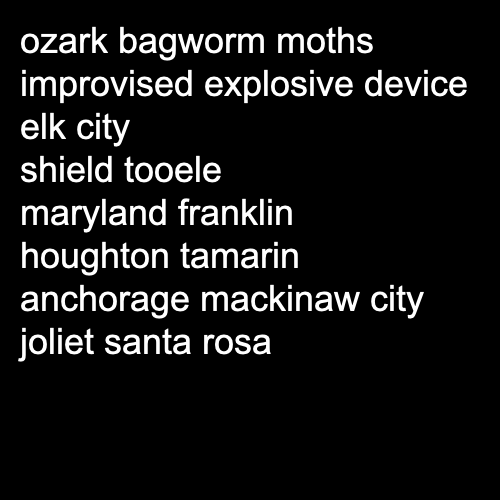 ozark bagworm moths
improvised explosive device
elk city
shield tooele
maryland franklin
houghton tamarin
anchorage mackinaw city
joliet santa rosa